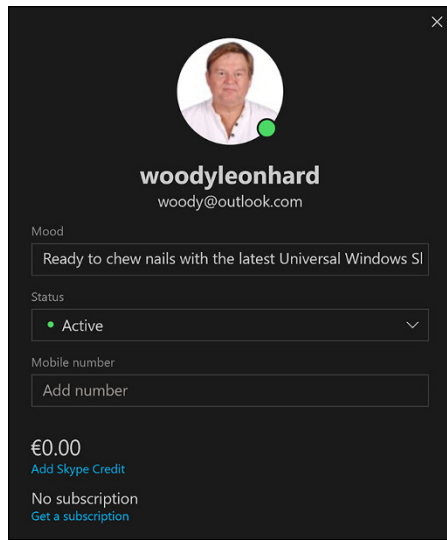 woodyleonhard
woody@outlook.com
Mood
Ready to chew nails with the latest Universal Windows
Status
Active
Mobile number
Add number
€0.00
Add Skype Credit
No subscription
Get a subscription